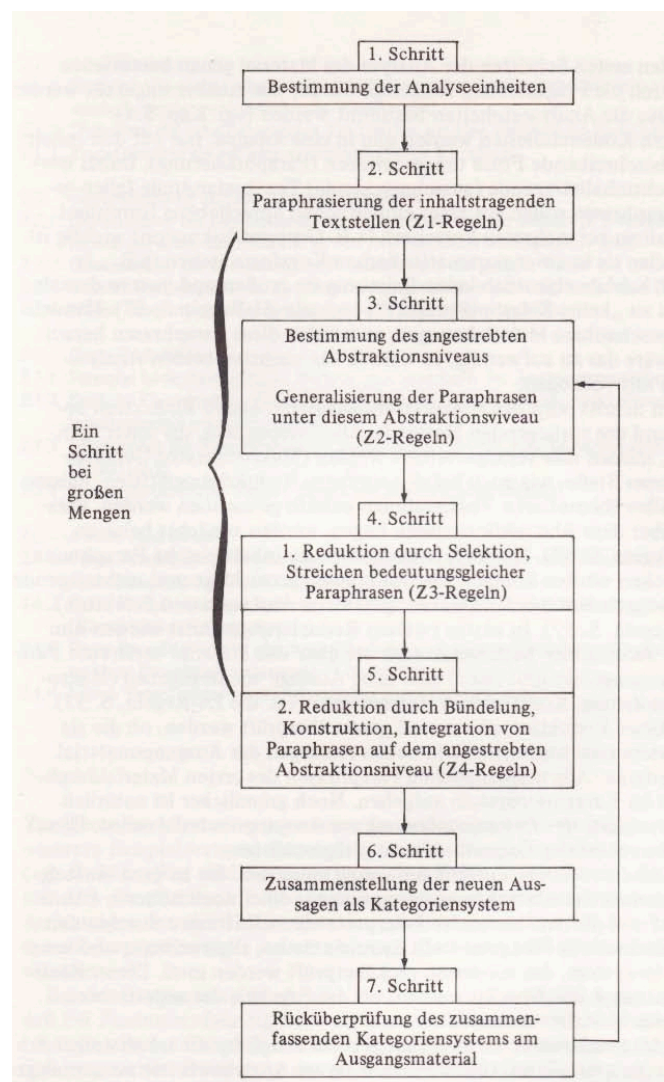 1. Schritt
Bestimmung der Analyseeinheiten
2. Schritt
Paraphrasierung der inhaltstragenden
Textstellen (Z1-Regeln)
3. Schritt
Bestimmung des angestrebten
Abstraktionsniveaus
Generalisierung der Paraphrasen
unter diesem Abstraktionsniveau
(Z2-Regeln)
Ein
Schritt
bei
großen
Mengen
4. Schritt
1. Reduktion durch Selektion,
Streichen bedeutungsgleicher
Paraphrasen (Z3-Regeln)
5. Schritt
2. Reduktion durch Bündelung,
Konstruktion, Integration von
Paraphrasen auf dem angestrebten
Abstraktionsniveau (Z4-Regeln)
6. Schritt
Zusammenstellung der neuen Aus-
sagen als Kategoriensystem
7. Schritt
Rücküberprüfung des zusammen-
fassenden Kategoriensystems am
Ausgangsmaterial